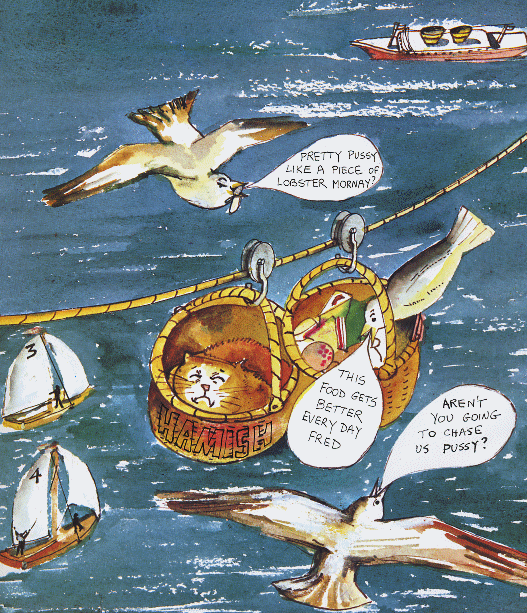 PRETTY PUSSY
LIKE A PIECE OF
LOBSTER MORNAY?
3
HAMISH
THIS
FOOD GETS
BETTER
EVERY DAY
FRED
AREN'T
YOU GOING
TO CHASE
US PUSSY?
4